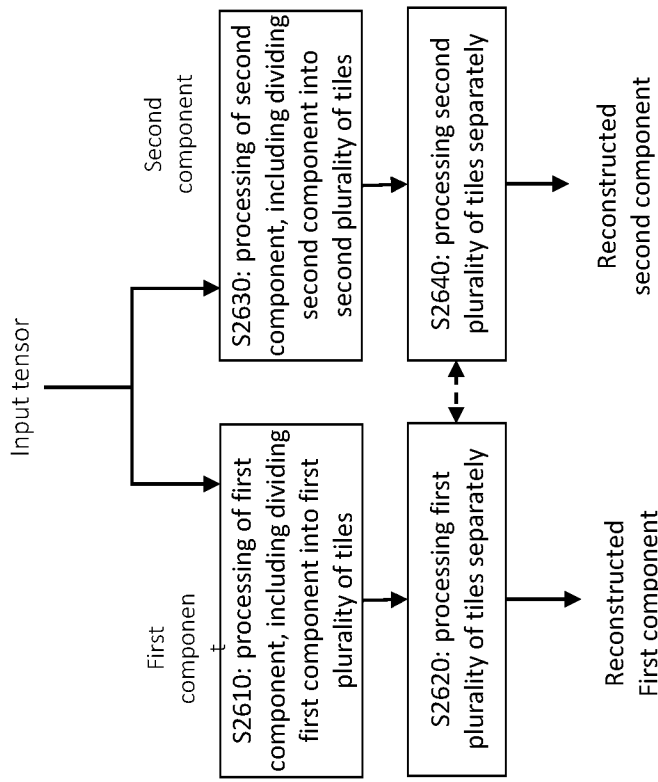 Input tensor
First
componen
t
Second
component
S2610: processing of first
component, including dividing
first component into first
plurality of tiles
S2630: processing of second
component, including dividing
second component into
second plurality of tiles
S2620: processing first
plurality of tiles separately
S2640: processing second
plurality of tiles separately
Reconstructed
First component
Reconstructed
second component